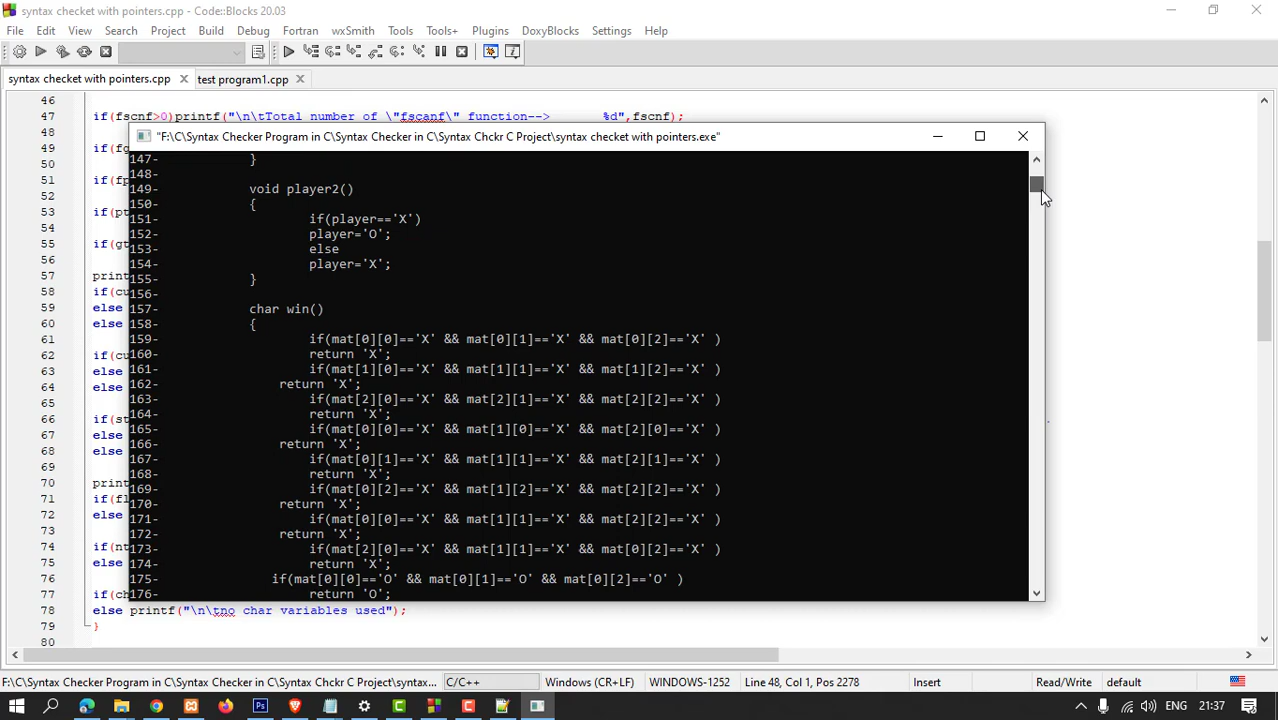 syntax checket with pointers.cpp - Code::Blocks 20.03
File Edit View Search Project Build Debug Fortran wxSmith Tools Tools+ Plugins DoxyBlocks Settings Help
syntax checket with pointers.cpp test program1.cpp
46
47 if(fscnf>0)printf("\n\tTotal number of \"fscanf\" function--> %d",fscnf);
48
49 if(fg
50
51 if(fp
52
53 if(pt
54
55 if(gt
56
57 print
58 if(cu
59 else
60 else
61
62 if(cu
63 else
64 else
65
66 if(st
67 else
68 else
69
70 print
71 if(fl
72 else
73
74 if(nt
75 else
76
77 if(ch
78 else printf("\n\tno char variables used");
79 }
80
"F:\C\Syntax Checker Program in C\Syntax Checker in C\Syntax Chckr C Project\syntax checket with pointers.exe"
147- }
148-
149- void player2()
150- {
151- if(player=='X')
152- player='O';
153- else
154- player='X';
155- }
156-
157- char win()
158- {
159- if(mat[0][0]=='X' && mat[0][1]=='X' && mat[0][2]=='X' )
160- return 'X';
161- if(mat[1][0]=='X' && mat[1][1]=='X' && mat[1][2]=='X' )
162- return 'X';
163- if(mat[2][0]=='X' && mat[2][1]=='X' && mat[2][2]=='X' )
164- return 'X';
165- if(mat[0][0]=='X' && mat[1][0]=='X' && mat[2][0]=='X' )
166- return 'X';
167- if(mat[0][1]=='X' && mat[1][1]=='X' && mat[2][1]=='X' )
168- return 'X';
169- if(mat[0][2]=='X' && mat[1][2]=='X' && mat[2][2]=='X' )
170- return 'X';
171- if(mat[0][0]=='X' && mat[1][1]=='X' && mat[2][2]=='X' )
172- return 'X';
173- if(mat[2][0]=='X' && mat[1][1]=='X' && mat[0][2]=='X' )
174- return 'X';
175- if(mat[0][0]=='O' && mat[0][1]=='O' && mat[0][2]=='O' )
176- return 'O';
F:\C\Syntax Checker Program in C\Syntax Checker in C\Syntax Chckr C Project\syntax... C/C++ Windows (CR+LF) WINDOWS-1252 Line 48, Col 1, Pos 2278 Insert Read/Write default
21:37